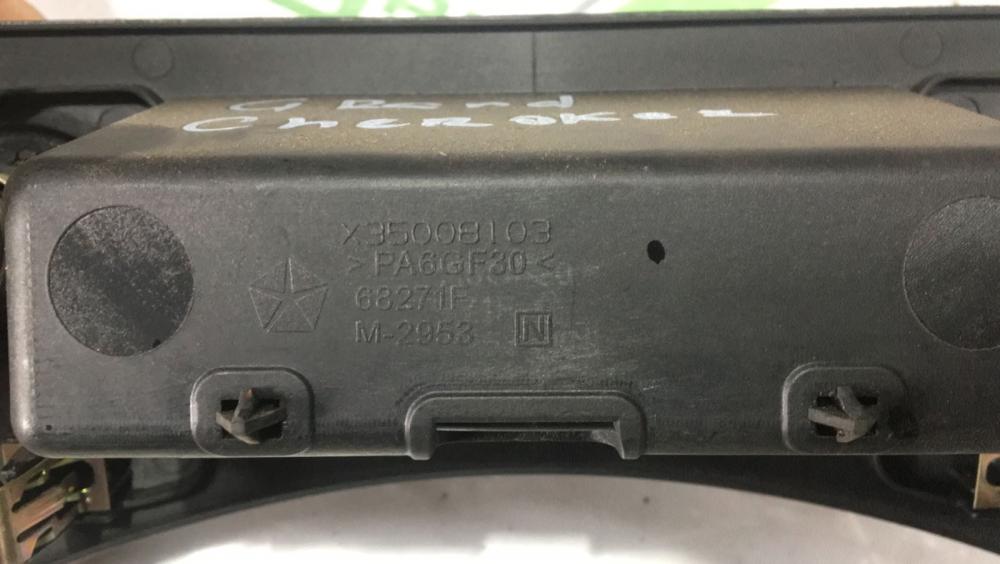 Grand
Cherokee
X35008103
>PA6GF30<
68271F
M-2953 N